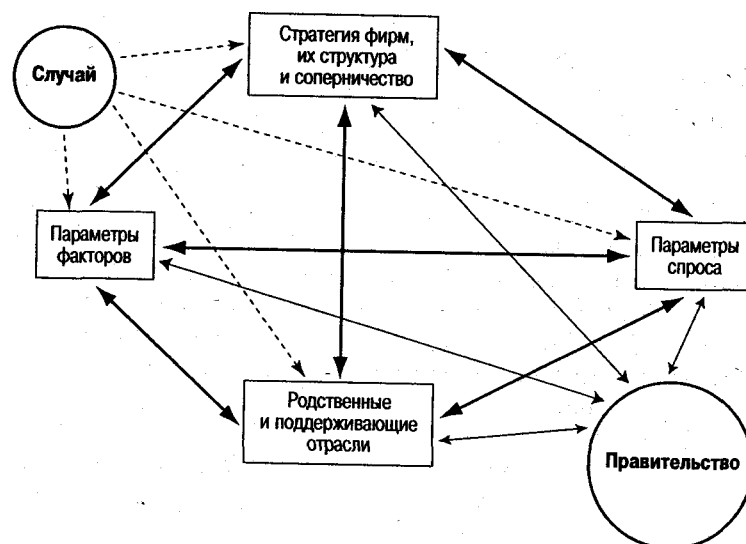 Случай
Стратегия фирм,
их структура
и соперничество
Параметры
факторов
Параметры
спроса
Родственные
и поддерживающие
отрасли
Правительство